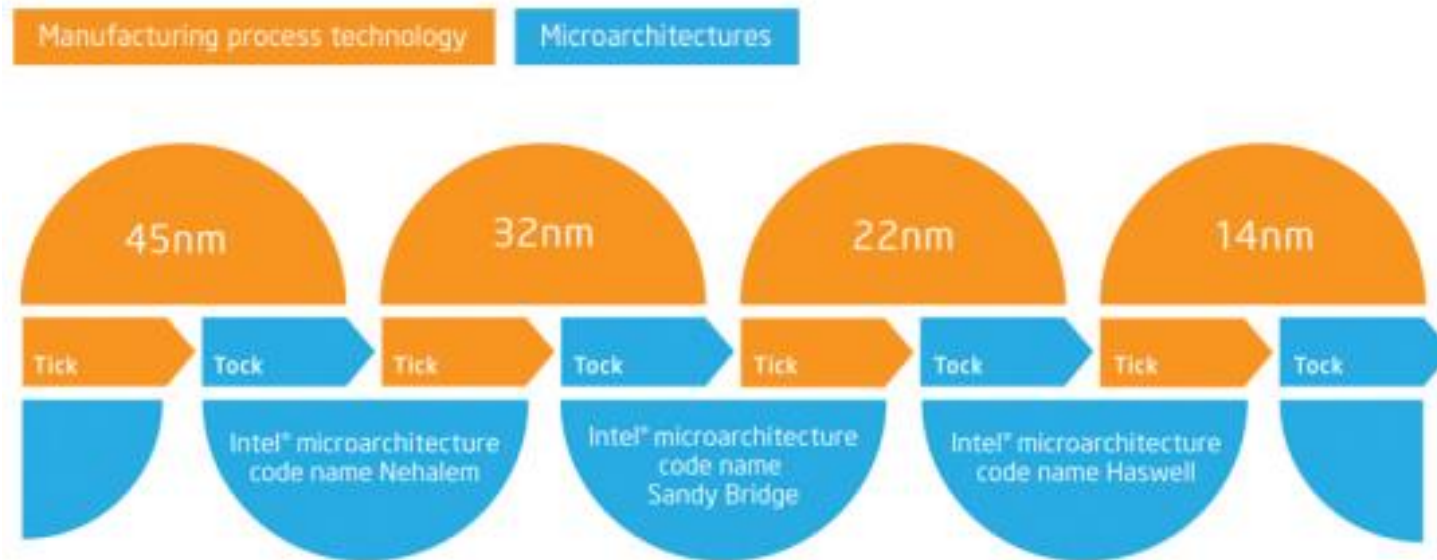 Manufacturing process technology
Microarchitectures
45nm
32nm
22nm
14nm
Tick
Tock
Tick
Tock
Tick
Tock
Tick
Tock
Intel® microarchitecture
code name Nehalem
Intel® microarchitecture
code name
Sandy Bridge
Intel® microarchitecture
code name Haswell